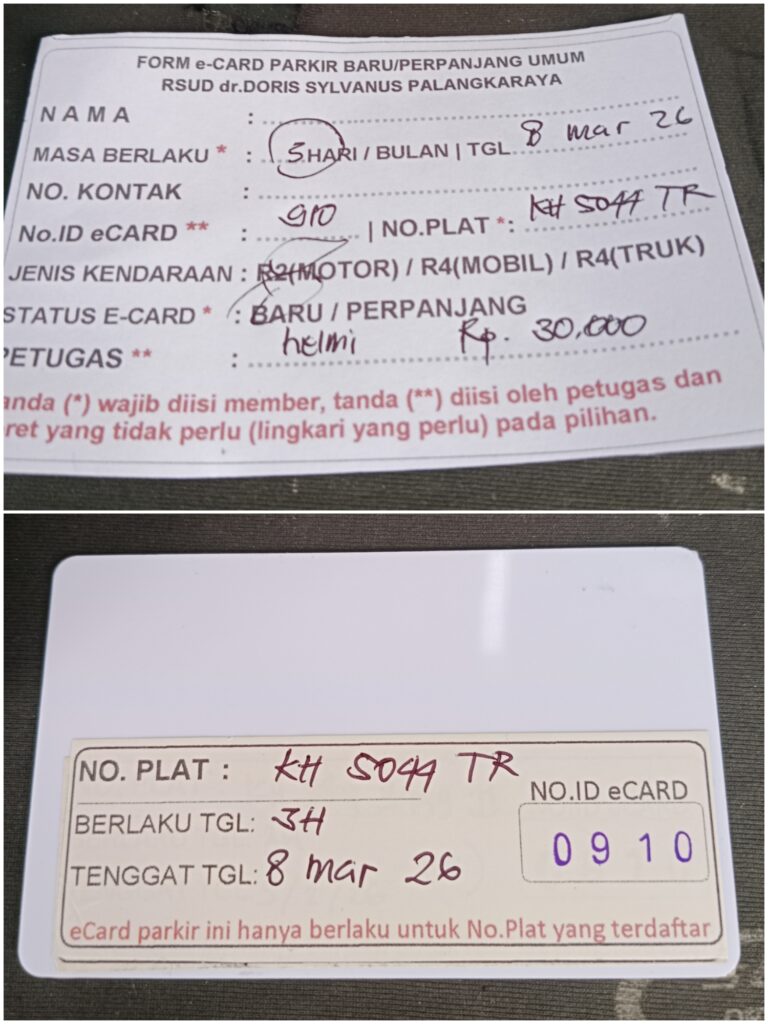 FORM e-CARD PARKIR BARU/PERPANJANG UMUM
RSUD dr.DORIS SYLVANUS PALANGKARAYA
NAMA :
MASA BERLAKU * : 3 HARI / BULAN | TGL 8 mar 26
NO. KONTAK :
No.ID eCARD ** : 910 | NO.PLAT *: KH 5044 TR
JENIS KENDARAAN : R2(MOTOR) / R4(MOBIL) / R4(TRUK)
STATUS E-CARD * : BARU / PERPANJANG
PETUGAS ** : helmi Rp. 30.000
anda (*) wajib diisi member, tanda (**) diisi oleh petugas dan
ret yang tidak perlu (lingkari yang perlu) pada pilihan.
NO. PLAT : KH 5044 TR
BERLAKU TGL: 3H
TENGGAT TGL: 8 mar 26
NO.ID eCARD
0910
eCard parkir ini hanya berlaku untuk No.Plat yang terdaftar